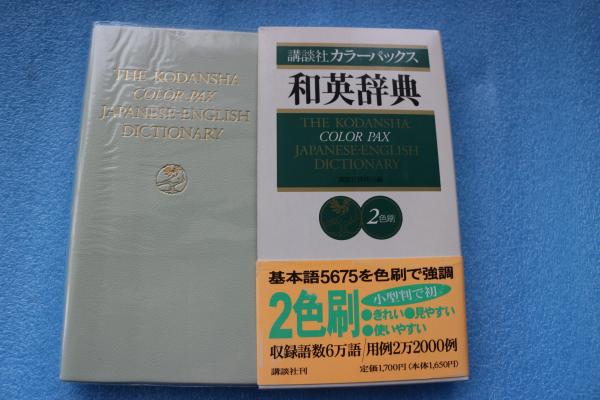 THE KODANSHA
COLOR PAX
JAPANESE-ENGLISH
DICTIONARY
講談社カラーパックス
和英辞典
THE KODANSHA
COLOR PAX
JAPANESE-ENGLISH
DICTIONARY
2色刷
基本語5675を色刷で強調
2色刷
小型判で初
●きれい●見やすい
●使いやすい
収録語数6万語/用例2万2000例
講談社刊
定価1,700円(本体1,650円)